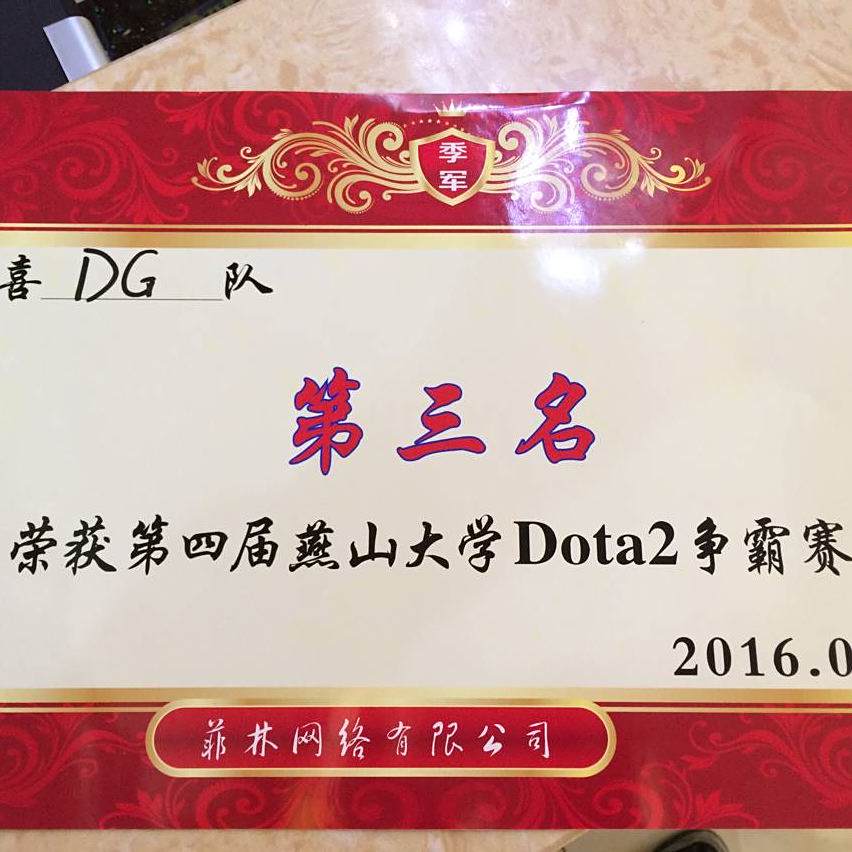 季
军
喜 DG 队
第三名
荣获第四届燕山大学Dota2争霸赛
2016.0
菲林网络有限公司